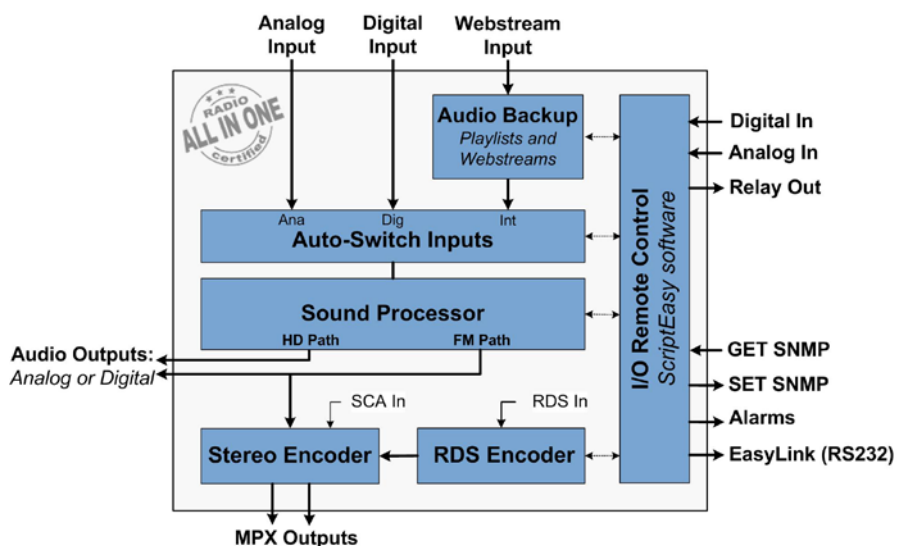 Analog
Input
Digital
Input
Webstream
Input
RADIO
ALL IN ONE
certified
Audio Backup
Playlists and
Webstreams
Digital In
Analog In
Relay Out
Ana
Dig
Int
Auto-Switch Inputs
I/O Remote Control
ScriptEasy software
Sound Processor
HD Path
FM Path
Audio Outputs:
Analog or Digital
GET SNMP
SET SNMP
Alarms
EasyLink (RS232)
SCA In
RDS In
Stereo Encoder
RDS Encoder
MPX Outputs